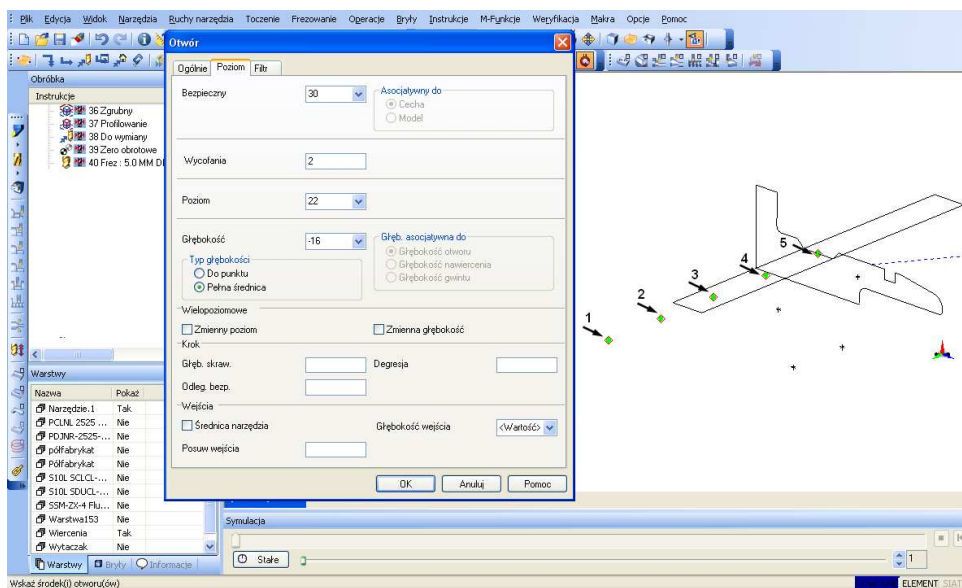 Plik Edycja Widok Narzędzia Ruchy narzędzia Toczenie Frezowanie Operacje Bryły Instrukcje M-Funkcje Weryfikacja Makra Opcje Pomoc
Otwór
Ogólnie Poziom Filtr
Bezpieczny 30
Asocjatywny do
Cecha
Model
Wycofania 2
Poziom 22
Głębokość -16
Głęb. asocjatywna do
Głębokość otworu
Głębokość nawiercenia
Głębokość gwintu
Typ głębokości
Do punktu
Pełna średnica
Wielopoziomowe
Zmienny poziom Zmienna głębokość
Krok
Głęb. skraw. Degresja
Odleg. bezp.
Wejścia
Średnica narzędzia Głębokość wejścia <Wartość>
Posuw wejścia
OK Anuluj Pomoc
Obróbka
Instrukcje
36 Zgrubny
37 Profilowanie
38 Do wymiany
39 Zero obrotowe
40 Frez : 5.0 MM DI
Warstwy
Nazwa Pokaż
Narzędzie.1 Tak
PCLNL 2525 ... Nie
PDJNR-2525-... Nie
półfabrykat Nie
Półfabrykat Nie
S10L SCLCL-... Nie
S10L SDUCL-... Nie
SSM-ZX-4 Flu... Nie
Warstwa153 Nie
Wiercenia Tak
Wytaczak Nie
Warstwy Bryły Informacje
1
2
3
4
5
Symulacja
Stałe 1
Wskaż środek(i) otworu(ów) ELEMENT SIAT